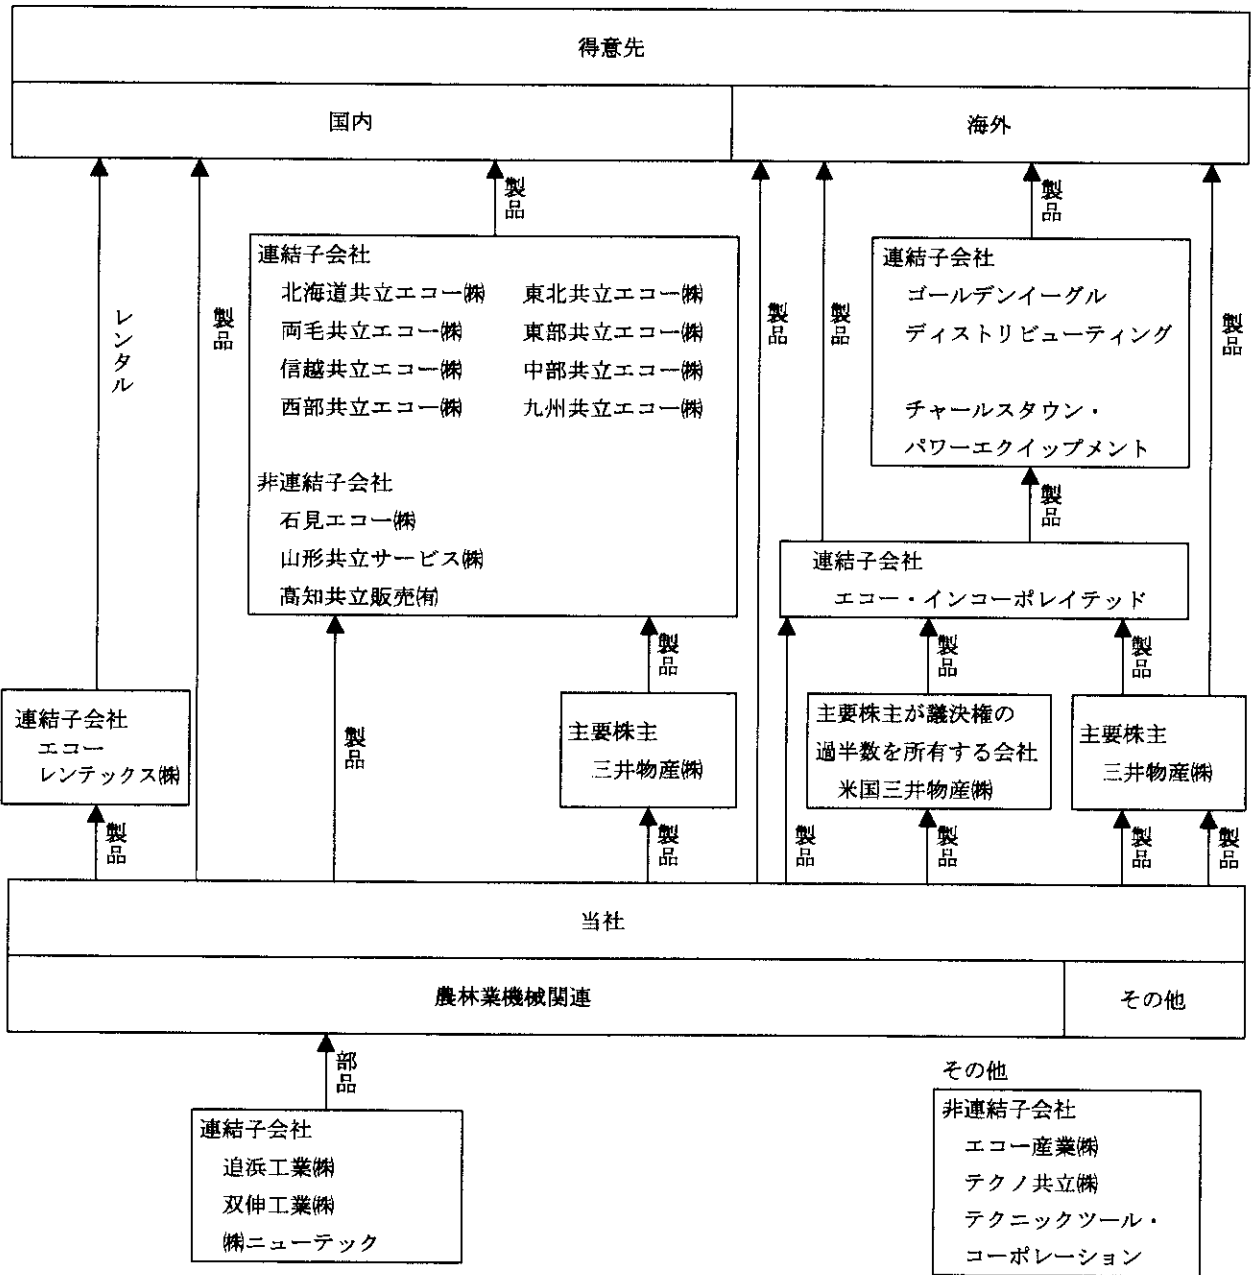 得意先
国内
海外
製品
製品
連結子会社
北海道共立エコー㈱ 東北共立エコー㈱
両毛共立エコー㈱ 東部共立エコー㈱
信越共立エコー㈱ 中部共立エコー㈱
西部共立エコー㈱ 九州共立エコー㈱
非連結子会社
石見エコー㈱
山形共立サービス㈱
高知共立販売㈲
連結子会社
ゴールデンイーグル
ディストリビューティング
チャールスタウン・
パワーエクイップメント
レンタル
製品
製品
製品
製品
製品
連結子会社
エコー・インコーポレイテッド
製品
製品
製品
連結子会社
エコー
レンテックス㈱
製品
主要株主
三井物産㈱
主要株主が議決権の
過半数を所有する会社
米国三井物産㈱
主要株主
三井物産㈱
製品
製品
製品
製品
製品
製品
当社
農林業機械関連
その他
部品
連結子会社
追浜工業㈱
双伸工業㈱
㈱ニューテック
その他
非連結子会社
エコー産業㈱
テクノ共立㈱
テクニックツール・
コーポレーション